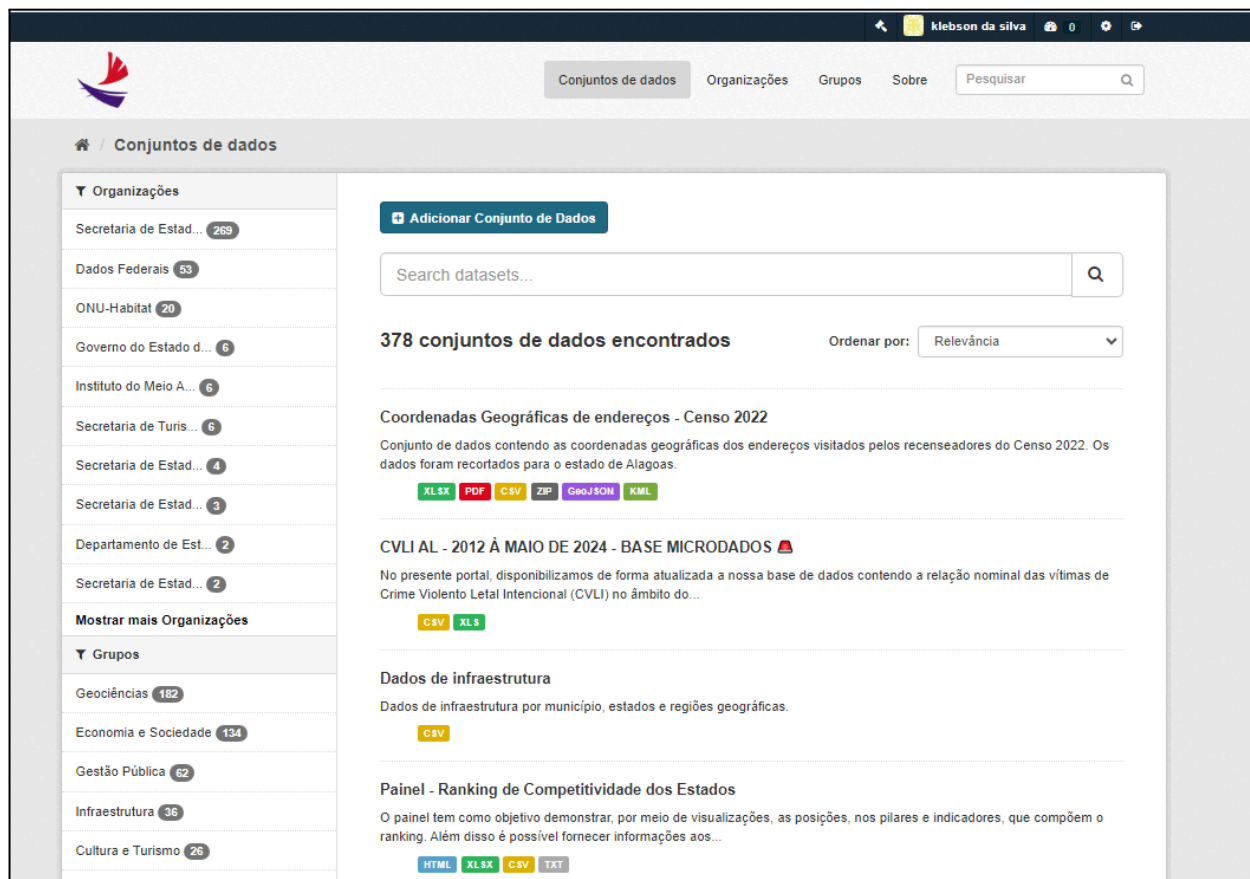 klebson da silva 0
Conjuntos de dados Organizações Grupos Sobre Pesquisar
/ Conjuntos de dados
Organizações
Secretaria de Estad... 269
Dados Federais 53
ONU-Habitat 20
Governo do Estado d... 6
Instituto do Meio A... 6
Secretaria de Turis... 6
Secretaria de Estad... 4
Secretaria de Estad... 3
Departamento de Est... 2
Secretaria de Estad... 2
Mostrar mais Organizações
Grupos
Geociências 182
Economia e Sociedade 134
Gestão Pública 62
Infraestrutura 36
Cultura e Turismo 26
Adicionar Conjunto de Dados
Search datasets...
378 conjuntos de dados encontrados
Ordenar por: Relevância
Coordenadas Geográficas de endereços - Censo 2022
Conjunto de dados contendo as coordenadas geográficas dos endereços visitados pelos recenseadores do Censo 2022. Os
dados foram recortados para o estado de Alagoas.
XLSX PDF CSV ZIP GeoJSON KML
CVLI AL - 2012 À MAIO DE 2024 - BASE MICRODADOS 🚨
No presente portal, disponibilizamos de forma atualizada a nossa base de dados contendo a relação nominal das vítimas de
Crime Violento Letal Intencional (CVLI) no âmbito do...
CSV XLS
Dados de infraestrutura
Dados de infraestrutura por município, estados e regiões geográficas.
CSV
Painel - Ranking de Competitividade dos Estados
O painel tem como objetivo demonstrar, por meio de visualizações, as posições, nos pilares e indicadores, que compõem o
ranking. Além disso é possível fornecer informações aos...
HTML XLSX CSV TXT